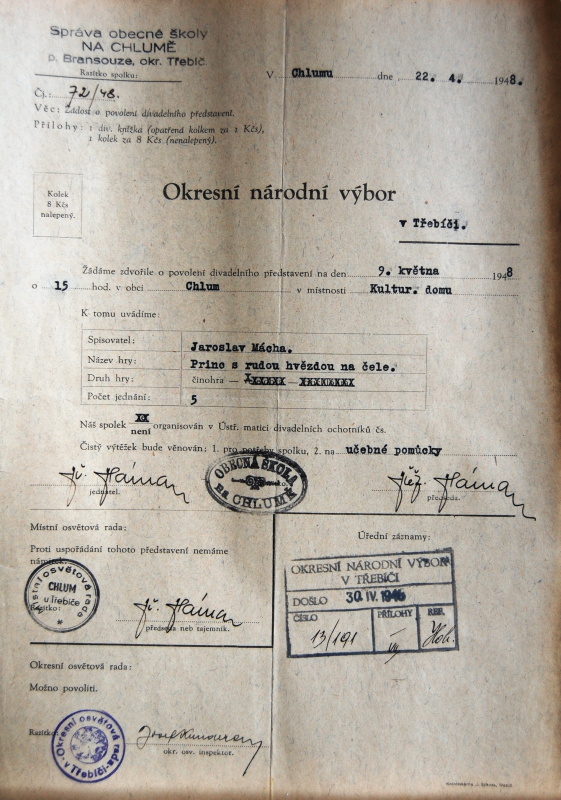 Správa obecné školy
NA CHLUMĚ
p. Bransouze, okr. Třebíč
Razítko spolku:
V Chlumu dne 22. 4. 1948.
Čj.: 72/48.
Věc: Žádost o povolení divadelního představení.
Přílohy: 1 div. knížka (opatřená kolkem za 1 Kčs),
1 kolek za 8 Kčs (nenalepený).
Kolek
8 Kčs
nalepený.
Okresní národní výbor
v Třebíči.
Žádáme zdvořile o povolení divadelního představení na den 9. května 1948
o 15 hod. v obci Chlum v místnosti Kultur. domu
K tomu uvádíme:
Spisovatel: Jaroslav Mácha.
Název hry: Princ s rudou hvězdou na čele.
Druh hry: činohra —
Počet jednání: 5
Náš spolek není organisován v Ústř. matici divadelních ochotníků čs.
Čistý výtěžek bude věnován: 1. pro potřeby spolku, 2. na učebné pomůcky
OBECNÁ ŠKOLA
NA CHLUMĚ
jednatel.
předseda.
Místní osvětová rada:
Úřední záznamy:
Proti uspořádání tohoto představení nemáme
námitek.
Místní osvětová rada
CHLUM
u Třebíče
Razítko:
předseda neb tajemník.
OKRESNÍ NÁRODNÍ VÝBOR
V TŘEBÍČI
DOŠLO 30. IV. 1946
ČÍSLO PŘÍLOHY REF.
13/191
Okresní osvětová rada:
Možno povoliti.
Razítko:
Okresní osvětová rada
v Třebíči
okr. osv. inspektor.